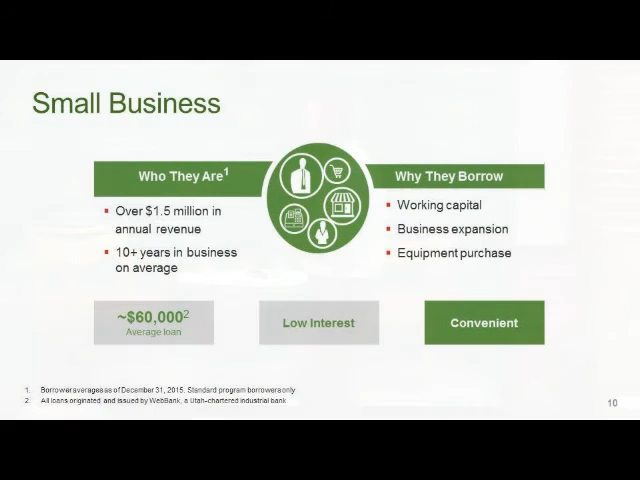 Small Business
Who They Are1
Over $1.5 million in
annual revenue
10+ years in business
on average
Why They Borrow
Working capital
Business expansion
Equipment purchase
~$60,0002
Average loan
Low Interest
Convenient
1. Borrower averages as of December 31, 2015. Standard program borrowers only
2. All loans originated and issued by WebBank, a Utah-chartered industrial bank
10